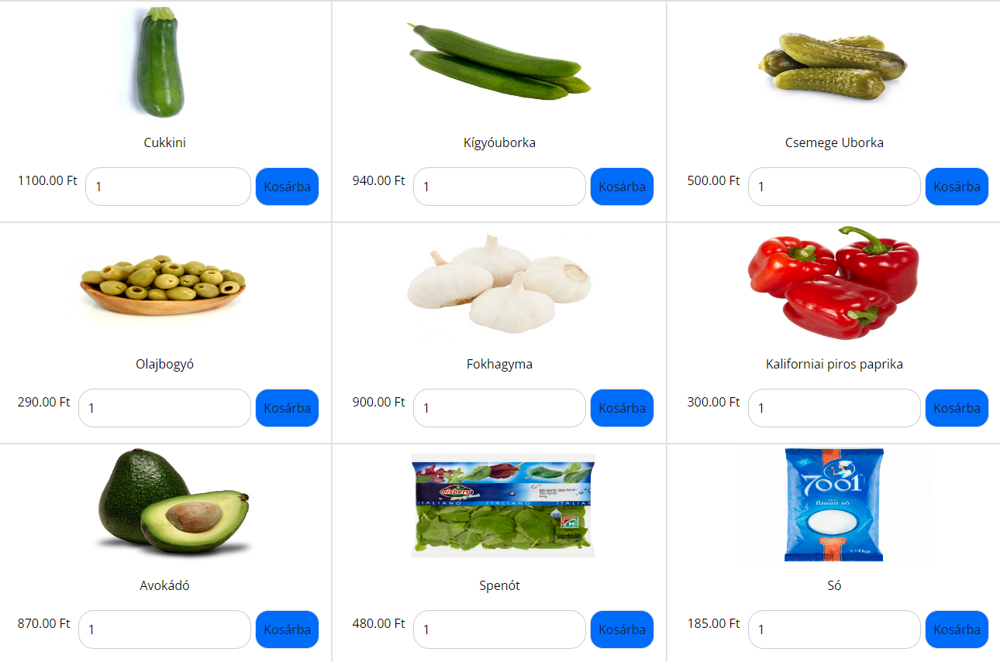 Cukkini
1100.00 Ft 1 Kosárba
Kígyóuborka
940.00 Ft 1 Kosárba
Csemege Uborka
500.00 Ft 1 Kosárba
Olajbogyó
290.00 Ft 1 Kosárba
Fokhagyma
900.00 Ft 1 Kosárba
Kaliforniai piros paprika
300.00 Ft 1 Kosárba
Avokádó
870.00 Ft 1 Kosárba
eisberg
ITALIANO ITALIANO ITALIAN
Spenót
480.00 Ft 1 Kosárba
7001
finom só
1 kg
Só
185.00 Ft 1 Kosárba